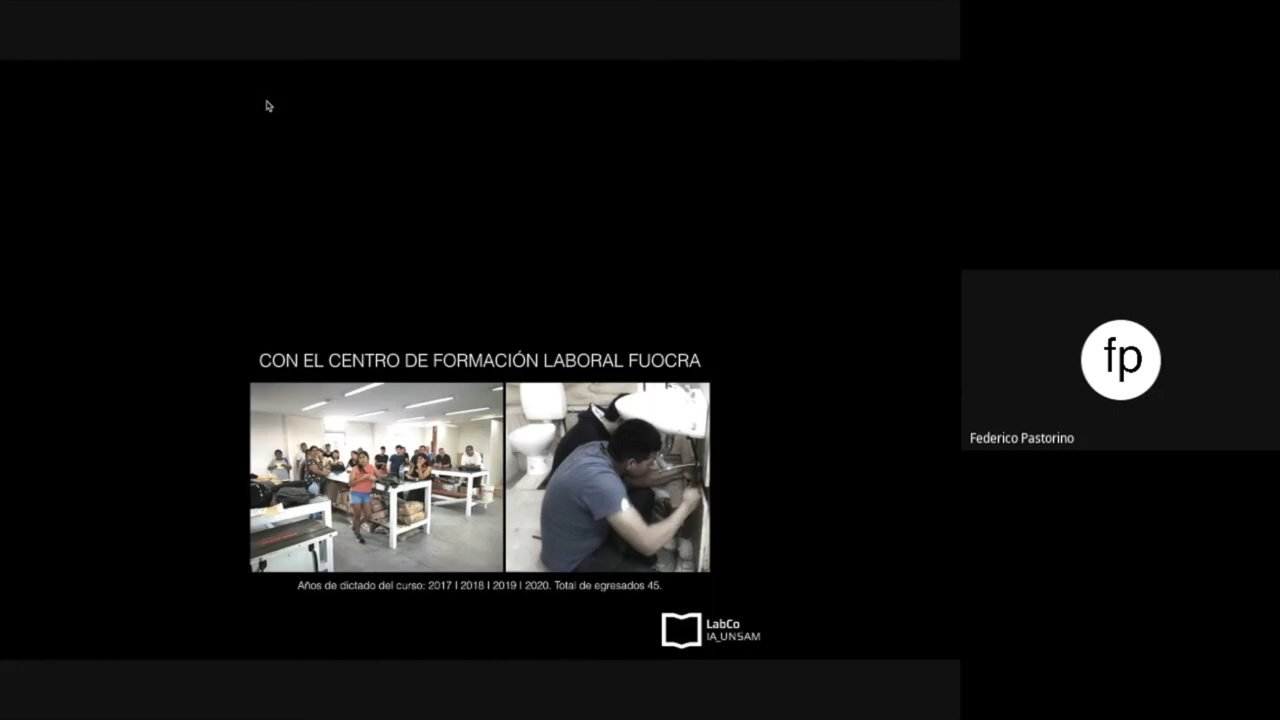 CON EL CENTRO DE FORMACIÓN LABORAL FUOCRA
fp
Federico Pastorino
Años de dictado del curso: 2017 I 2018 I 2019 I 2020. Total de egresados 45.
LabCo
IA_UNSAM